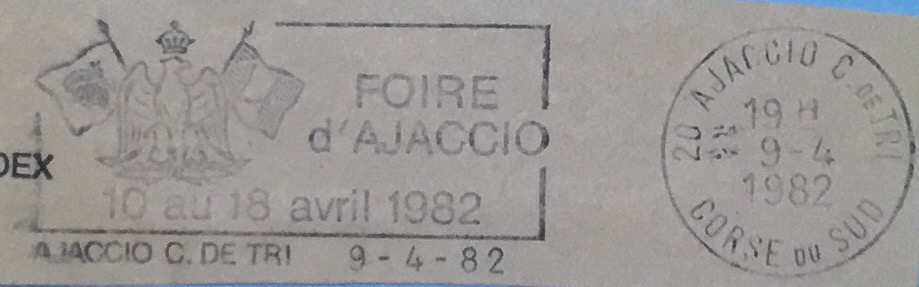 FOIRE
d'AJACCIO
DEX
10 au 18 avril 1982
AJACCIO C. DE TRI 9-4-82
20 AJACCIO C. DE TRI
19 H
9-4
1982
CORSE DU SUD